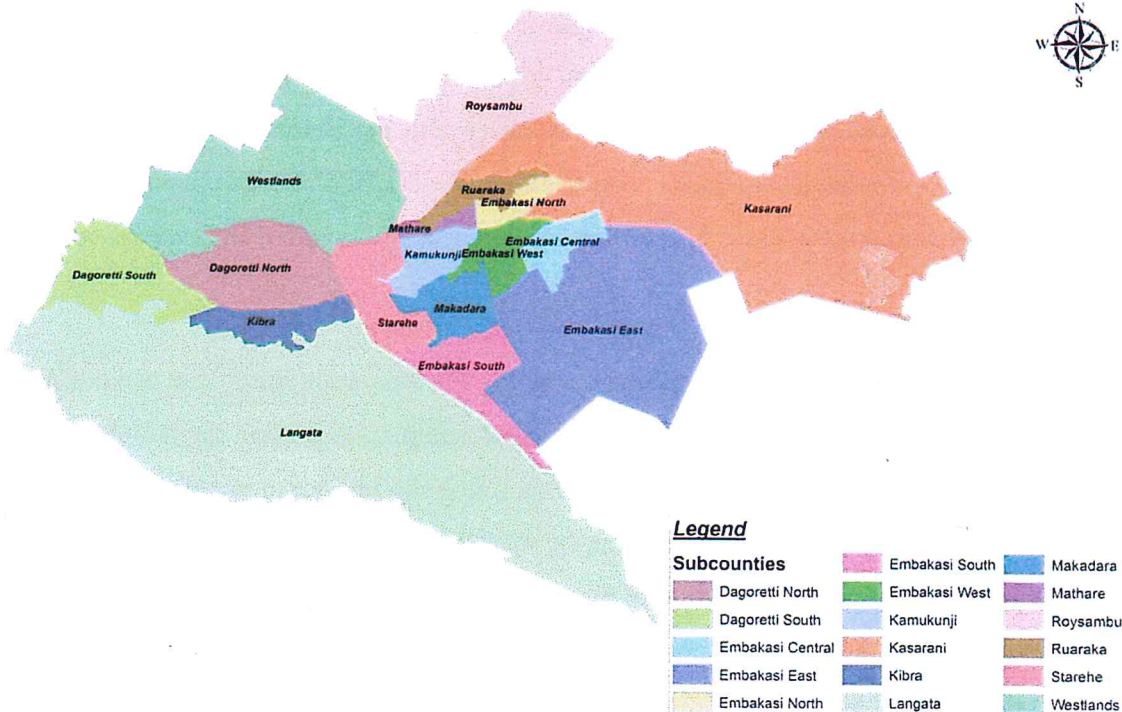 N
W E
S
Roysambu
Westlands
Ruaraka
Embakasi North
Kasarani
Mathare
Embakasi Central
Kamukunji
Embakasi West
Dagoretti North
Dagoretti South
Makadara
Kibra
Starehe
Embakasi East
Embakasi South
Langata
Legend
Subcounties
Dagoretti North
Dagoretti South
Embakasi Central
Embakasi East
Embakasi North
Embakasi South
Embakasi West
Kamukunji
Kasarani
Kibra
Langata
Makadara
Mathare
Roysambu
Ruaraka
Starehe
Westlands